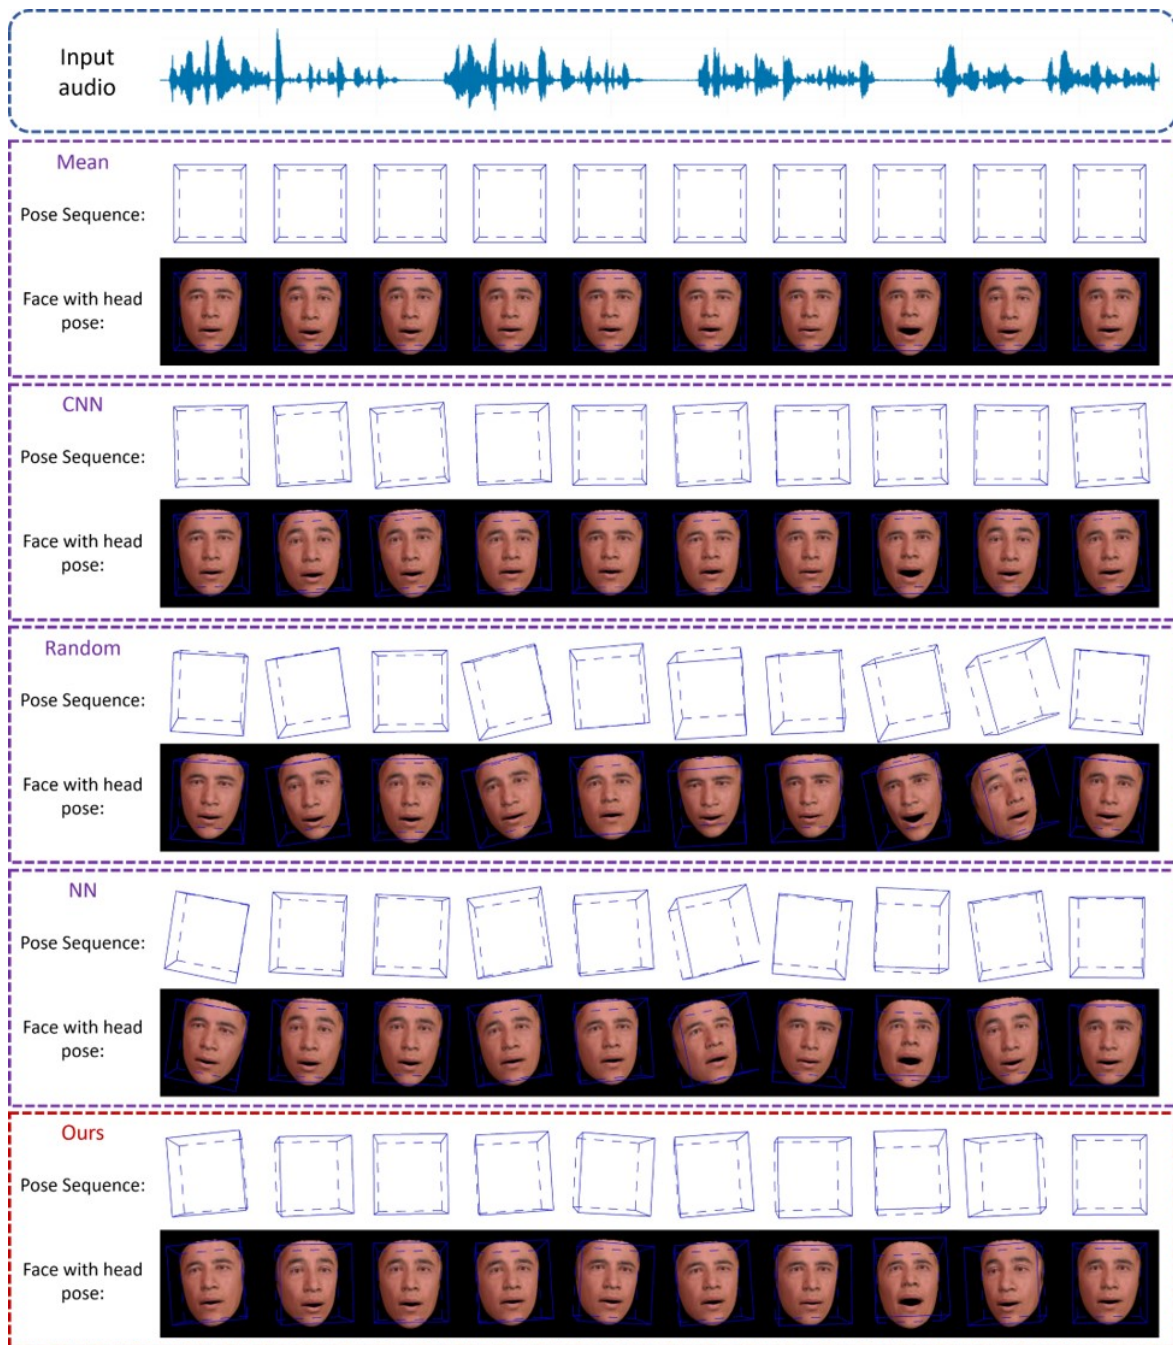 Input
audio
Mean
Pose Sequence:
Face with head
pose:
CNN
Pose Sequence:
Face with head
pose:
Random
Pose Sequence:
Face with head
pose:
NN
Pose Sequence:
Face with head
pose:
Ours
Pose Sequence:
Face with head
pose: